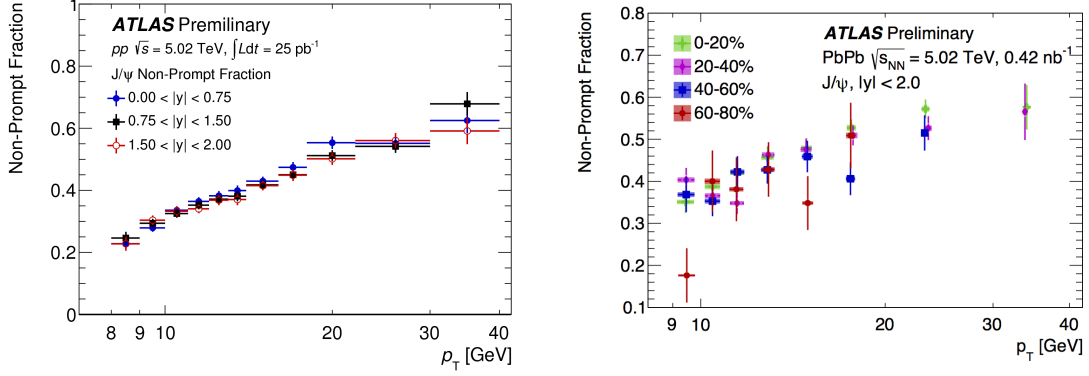 ATLAS Premilinary
pp √s = 5.02 TeV, ∫Ldt = 25 pb⁻¹
J/ψ Non-Prompt Fraction
0.00 < |y| < 0.75
0.75 < |y| < 1.50
1.50 < |y| < 2.00
Non-Prompt Fraction
1
0.8
0.6
0.4
0.2
0
8 9 10 20 30 40
p_T [GeV]
ATLAS Preliminary
PbPb √s_NN = 5.02 TeV, 0.42 nb⁻¹
J/ψ, |y| < 2.0
0-20%
20-40%
40-60%
60-80%
Non-Prompt Fraction
0.8
0.7
0.6
0.5
0.4
0.3
0.2
0.1
9 10 20 30 40
p_T [GeV]